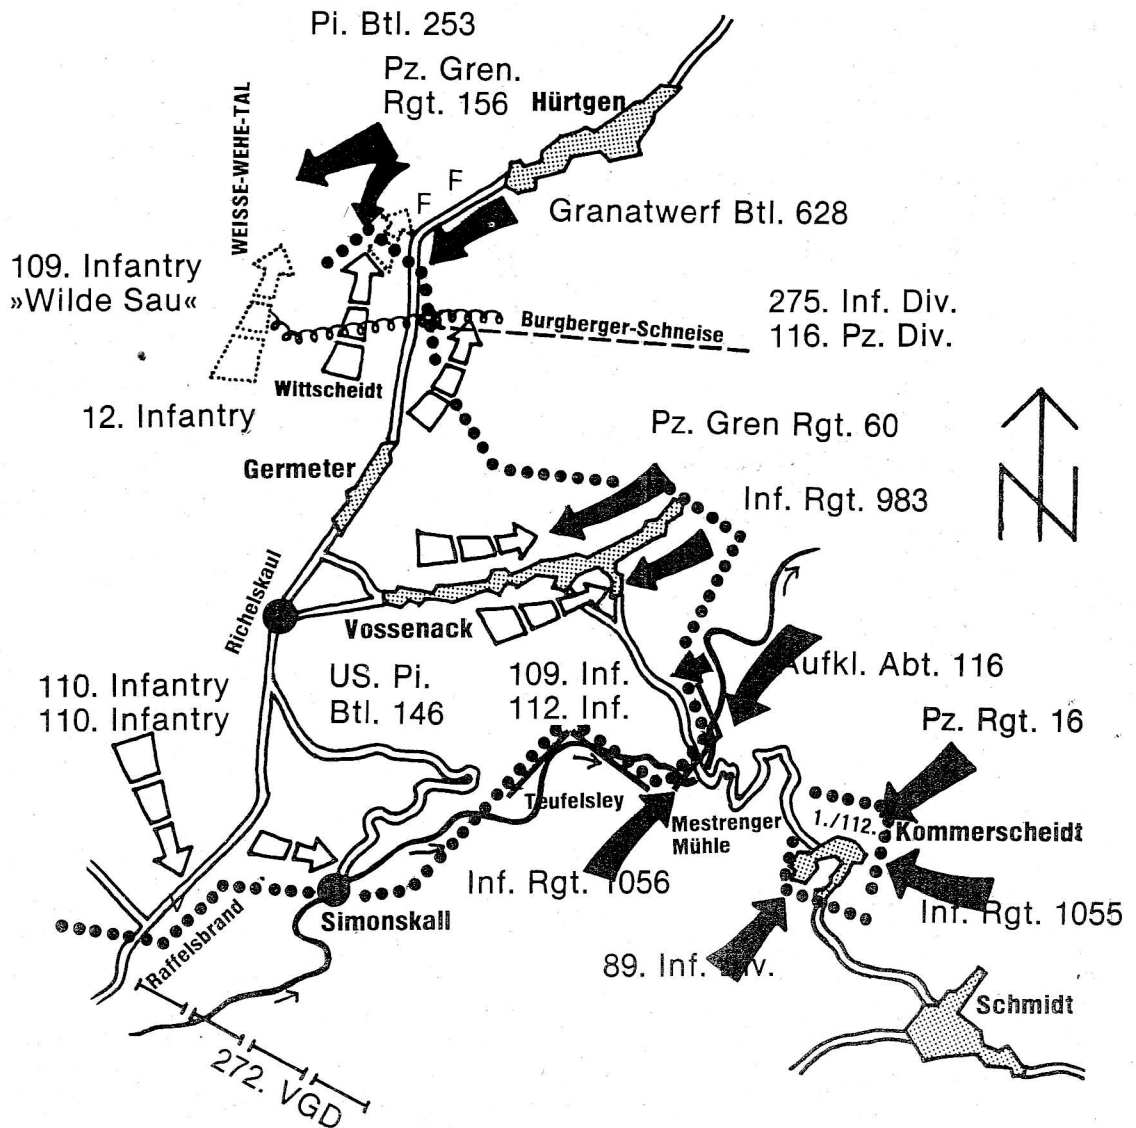 Pi. Btl. 253
Pz. Gren.
Rgt. 156
Hürtgen
WEISSE-WEHE-TAL
F
F
Granatwerf Btl. 628
109. Infantry
»Wilde Sau«
275. Inf. Div.
116. Pz. Div.
Burgberger-Schneise
Wittscheidt
12. Infantry
Pz. Gren Rgt. 60
Germeter
Inf. Rgt. 983
N
Richelskaul
Vossenack
110. Infantry
110. Infantry
US. Pi.
Btl. 146
109. Inf.
112. Inf.
Aufkl. Abt. 116
Pz. Rgt. 16
Teufelsley
Mestrenger
Mühle
1./112.
Kommerscheidt
Inf. Rgt. 1056
Inf. Rgt. 1055
Simonskall
Raffelsbrand
89. Inf. Div.
Schmidt
272. VGD